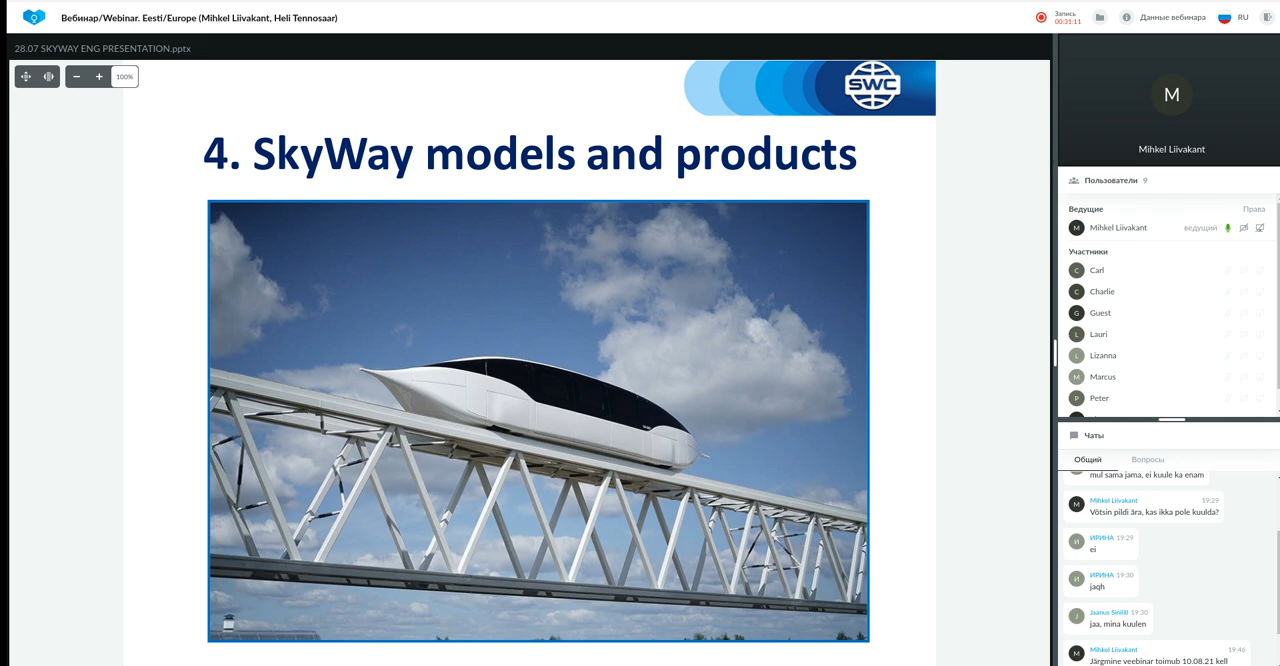 Вебинар/Webinar. Eesti/Europe (Mihkel Liivakant, Heli Tennosaar)
Запись
00:31:11
Данные вебинара
RU
28.07 SKYWAY ENG PRESENTATION.pptx
100%
SWC
4. SkyWay models and products
M
Mihkel Liivakant
Пользователи 9
Ведущие Права
M Mihkel Liivakant ведущий
Участники
C Carl
C Charlie
G Guest
L Lauri
L Lizanna
M Marcus
P Peter
Чаты
Общий Вопросы
mul sama jama, ei kuule ka enam
M Mihkel Liivakant 19:29
Võtsin pildi ära, kas ikka pole kuulda?
И ИРИНА 19:29
ei
И ИРИНА 19:30
jaqh
J Jaanus Sinilill 19:30
jaa, mina kuulen
M Mihkel Liivakant 19:46
Järgmine veebinar toimub 10.08.21 kell